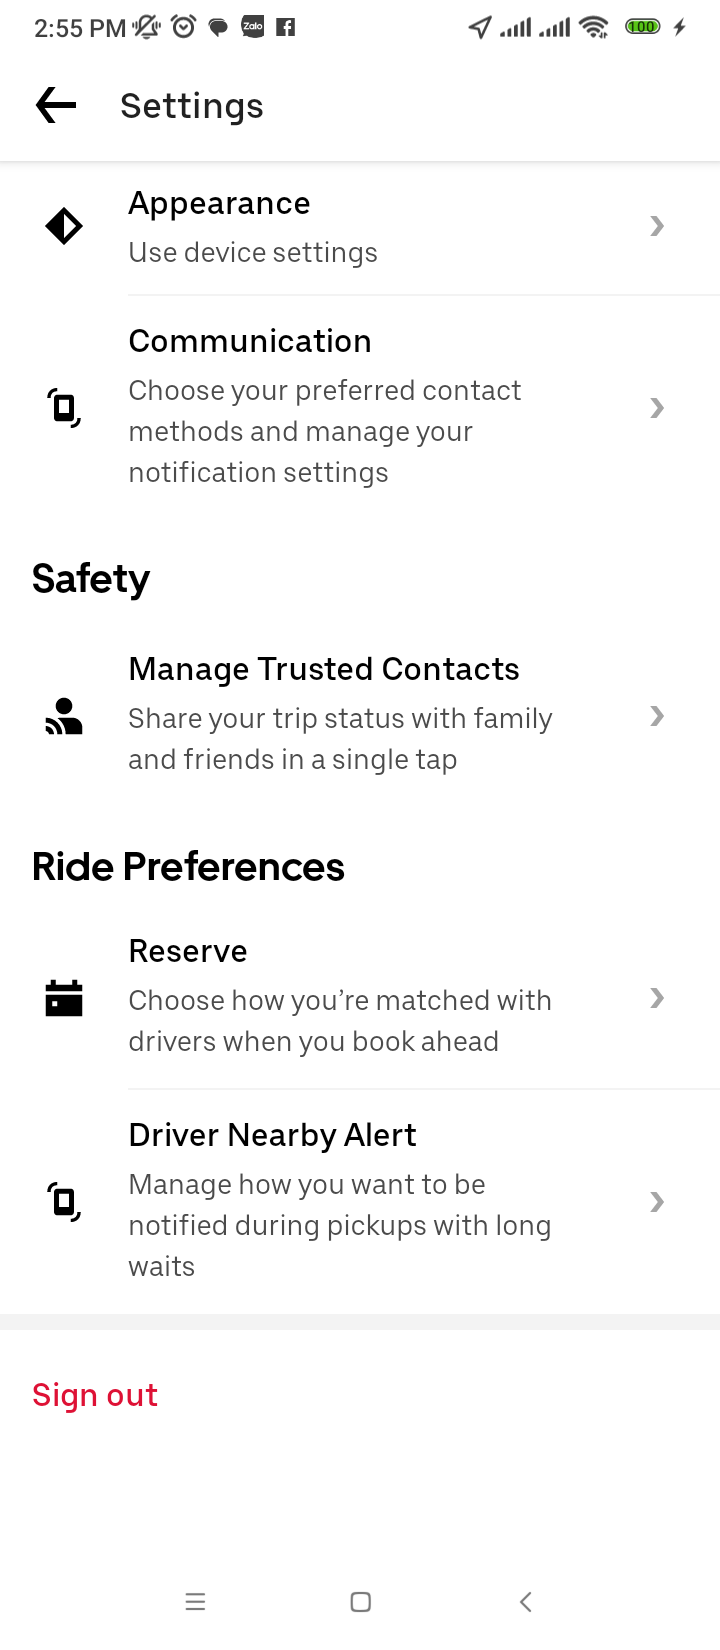 2:55 PM Zalo 100
Settings
Appearance
Use device settings
Communication
Choose your preferred contact
methods and manage your
notification settings
Safety
Manage Trusted Contacts
Share your trip status with family
and friends in a single tap
Ride Preferences
Reserve
Choose how you’re matched with
drivers when you book ahead
Driver Nearby Alert
Manage how you want to be
notified during pickups with long
waits
Sign out